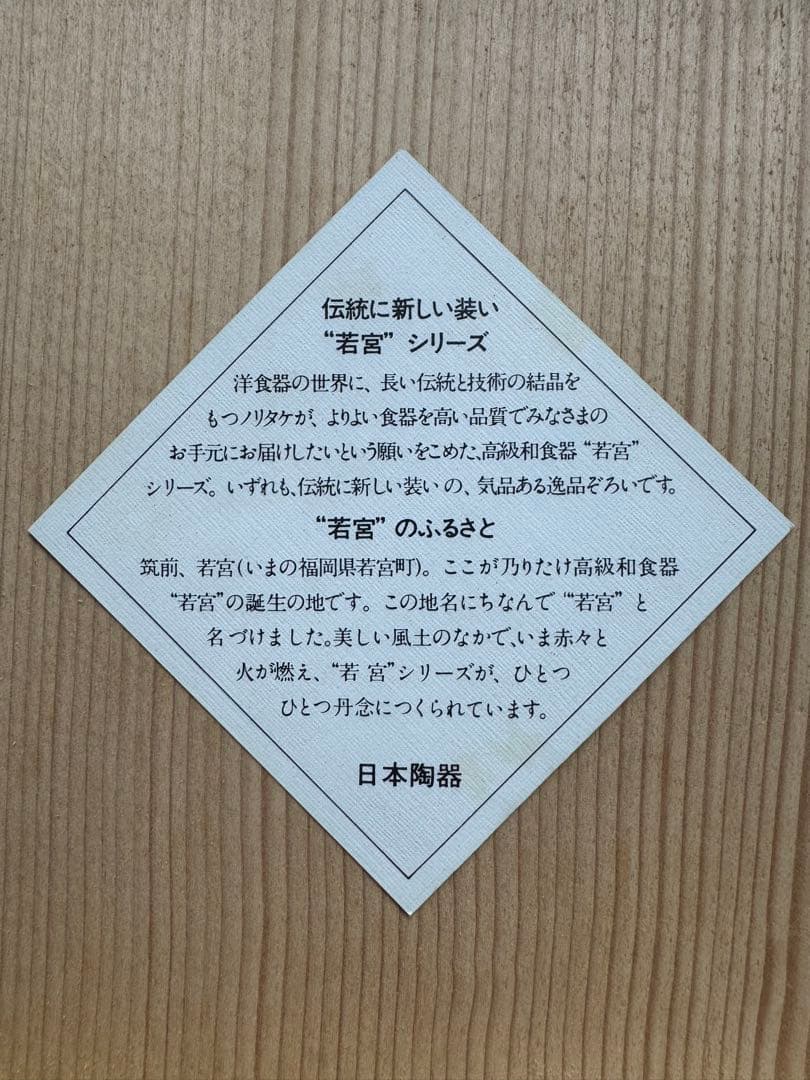 伝統に新しい装い
“若宮” シリーズ
洋食器の世界に、長い伝統と技術の結晶を
もつノリタケが、よりよい食器を高い品質でみなさまの
お手元にお届けしたいという願いをこめた、高級和食器 “若宮”
シリーズ。いずれも、伝統に新しい装いの、気品ある逸品ぞろいです。
“若宮” のふるさと
筑前、若宮(いまの福岡県若宮町)。ここが乃りたけ高級和食器
“若宮”の誕生の地です。この地名にちなんで “若宮” と
名づけました。美しい風土のなかで、いま赤々と
火が燃え、“若宮”シリーズが、ひとつ
ひとつ丹念につくられています。
日本陶器